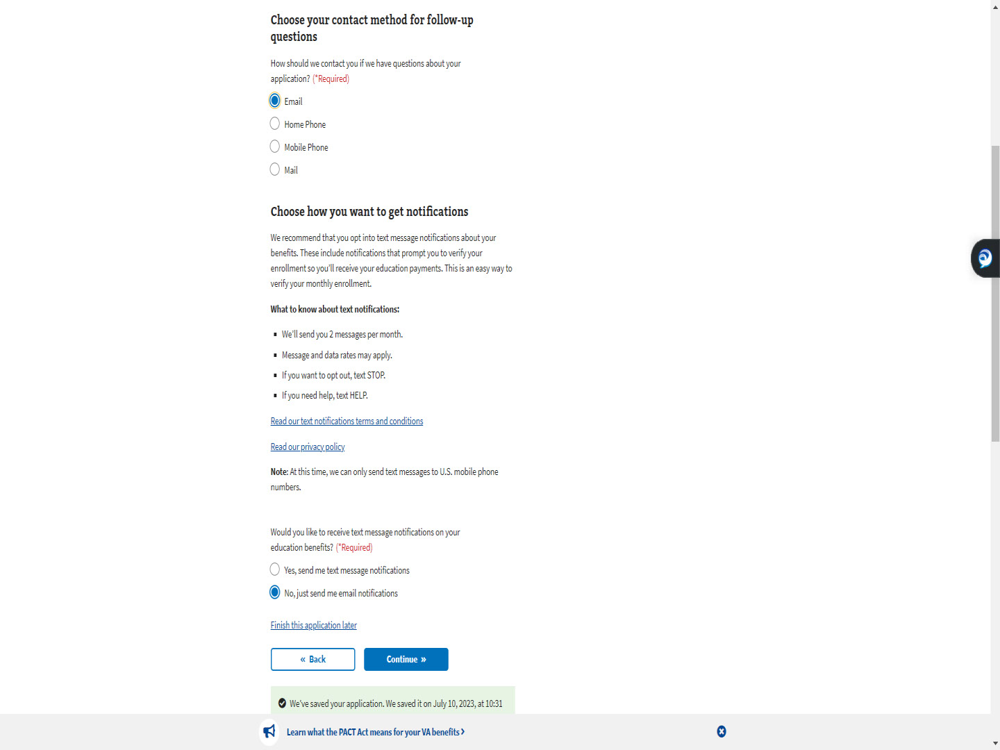 Choose your contact method for follow-up
questions
How should we contact you if we have questions about your
application? (*Required)
Email
Home Phone
Mobile Phone
Mail
Choose how you want to get notifications
We recommend that you opt into text message notifications about your
benefits. These include notifications that prompt you to verify your
enrollment so you'll receive your education payments. This is an easy way to
verify your monthly enrollment.
What to know about text notifications:
▪ We'll send you 2 messages per month.
▪ Message and data rates may apply.
▪ If you want to opt out, text STOP.
▪ If you need help, text HELP.
Read our text notifications terms and conditions
Read our privacy policy
Note: At this time, we can only send text messages to U.S. mobile phone
numbers.
Would you like to receive text message notifications on your
education benefits? (*Required)
Yes, send me text message notifications
No, just send me email notifications
Finish this application later
« Back
Continue »
We've saved your application. We saved it on July 10, 2023, at 10:31
Learn what the PACT Act means for your VA benefits ›